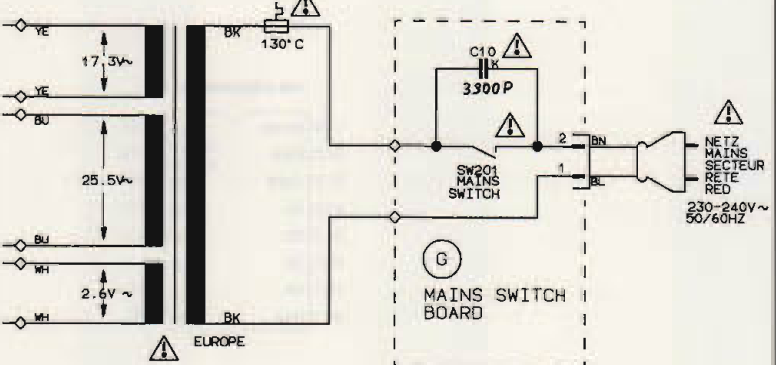 YE
17.3V~
YE
BU
25.5V~
BU
WH
2.6V ~
WH
BK
130°C
BK
EUROPE
C10
K
3300P
SW201
MAINS
SWITCH
2
BN
1
BL
NETZ
MAINS
SECTEUR
RETE
RED
230-240V~
50/60HZ
G
MAINS SWITCH
BOARD